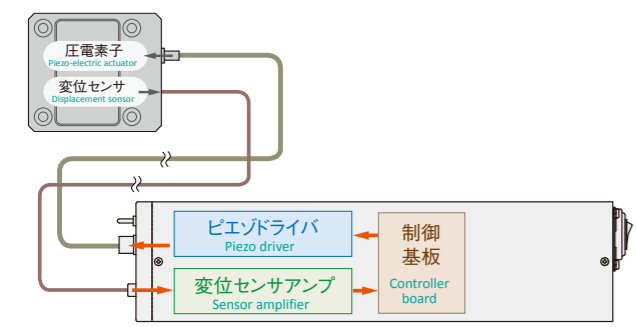 圧電素子
Piezo-electric actuator
変位センサ
Displacement sensor
ピエゾドライバ
Piezo driver
変位センサアンプ
Sensor amplifier
制御
基板
Controller
board